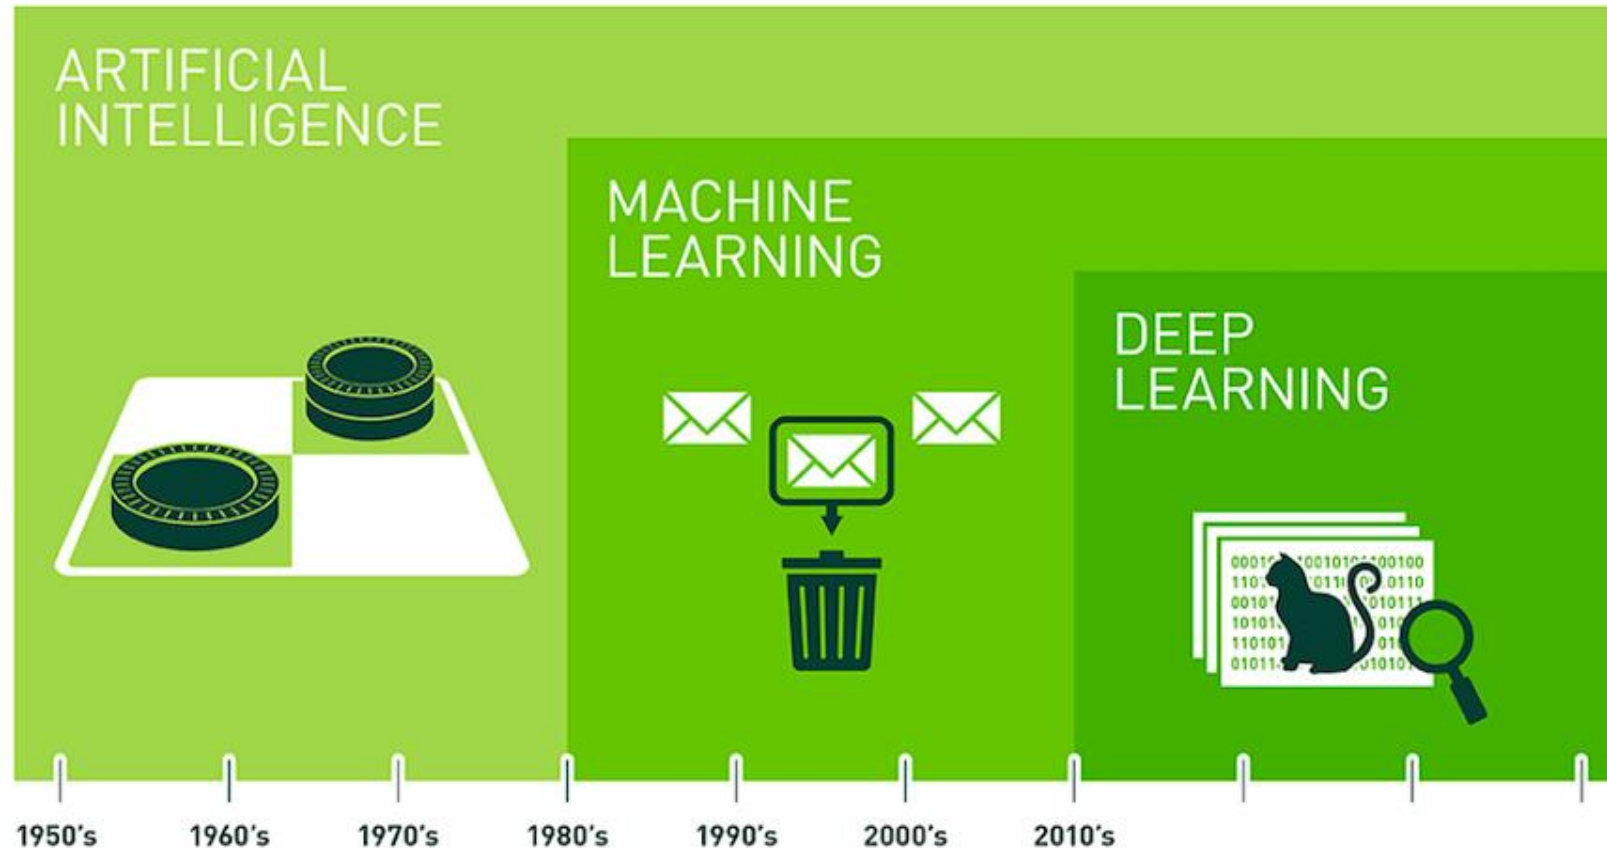 ARTIFICIAL
INTELLIGENCE
MACHINE
LEARNING
DEEP
LEARNING
1950's
1960's
1970's
1980's
1990's
2000's
2010's